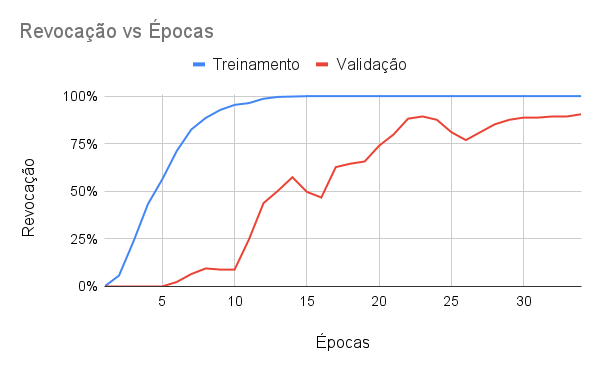 Revocação vs Épocas
Treinamento Validação
100%
75%
50%
25%
0%
Revocação
5 10 15 20 25 30
Épocas